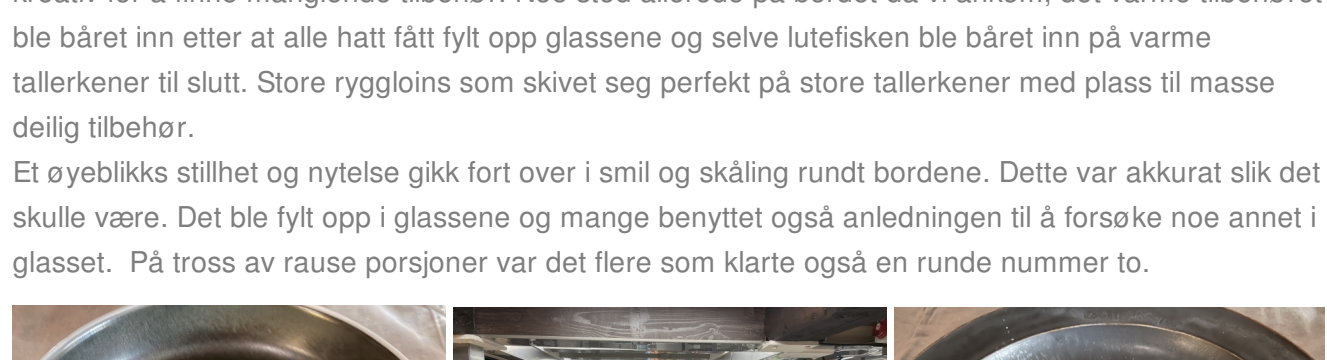 ble båret inn etter at alle hatt fått fylt opp glassene og selve lutefisken ble båret inn på varme
tallerkener til slutt. Store ryggloins som skivet seg perfekt på store tallerkener med plass til masse
deilig tilbehør.
Et øyeblikks stillhet og nytelse gikk fort over i smil og skåling rundt bordene. Dette var akkurat slik det
skulle være. Det ble fylt opp i glassene og mange benyttet også anledningen til å forsøke noe annet i
glasset.  På tross av rause porsjoner var det flere som klarte også en runde nummer to.